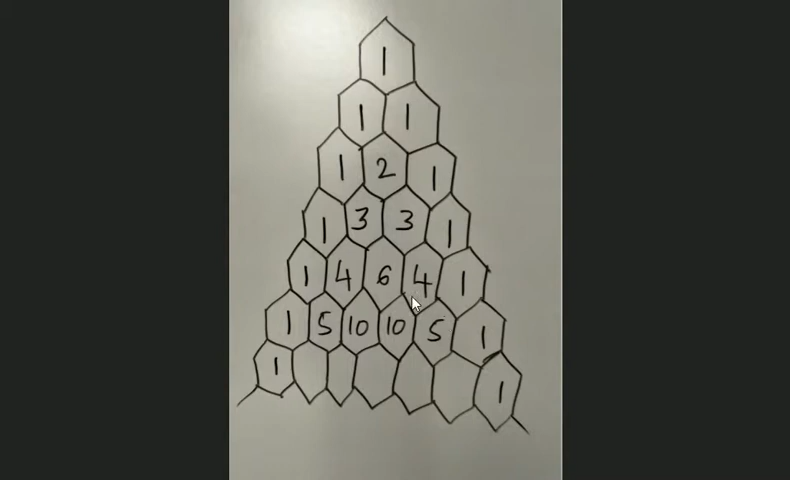 1
1 1
1 2 1
1 3 3 1
1 4 6 4 1
1 5 10 10 5 1
1 1